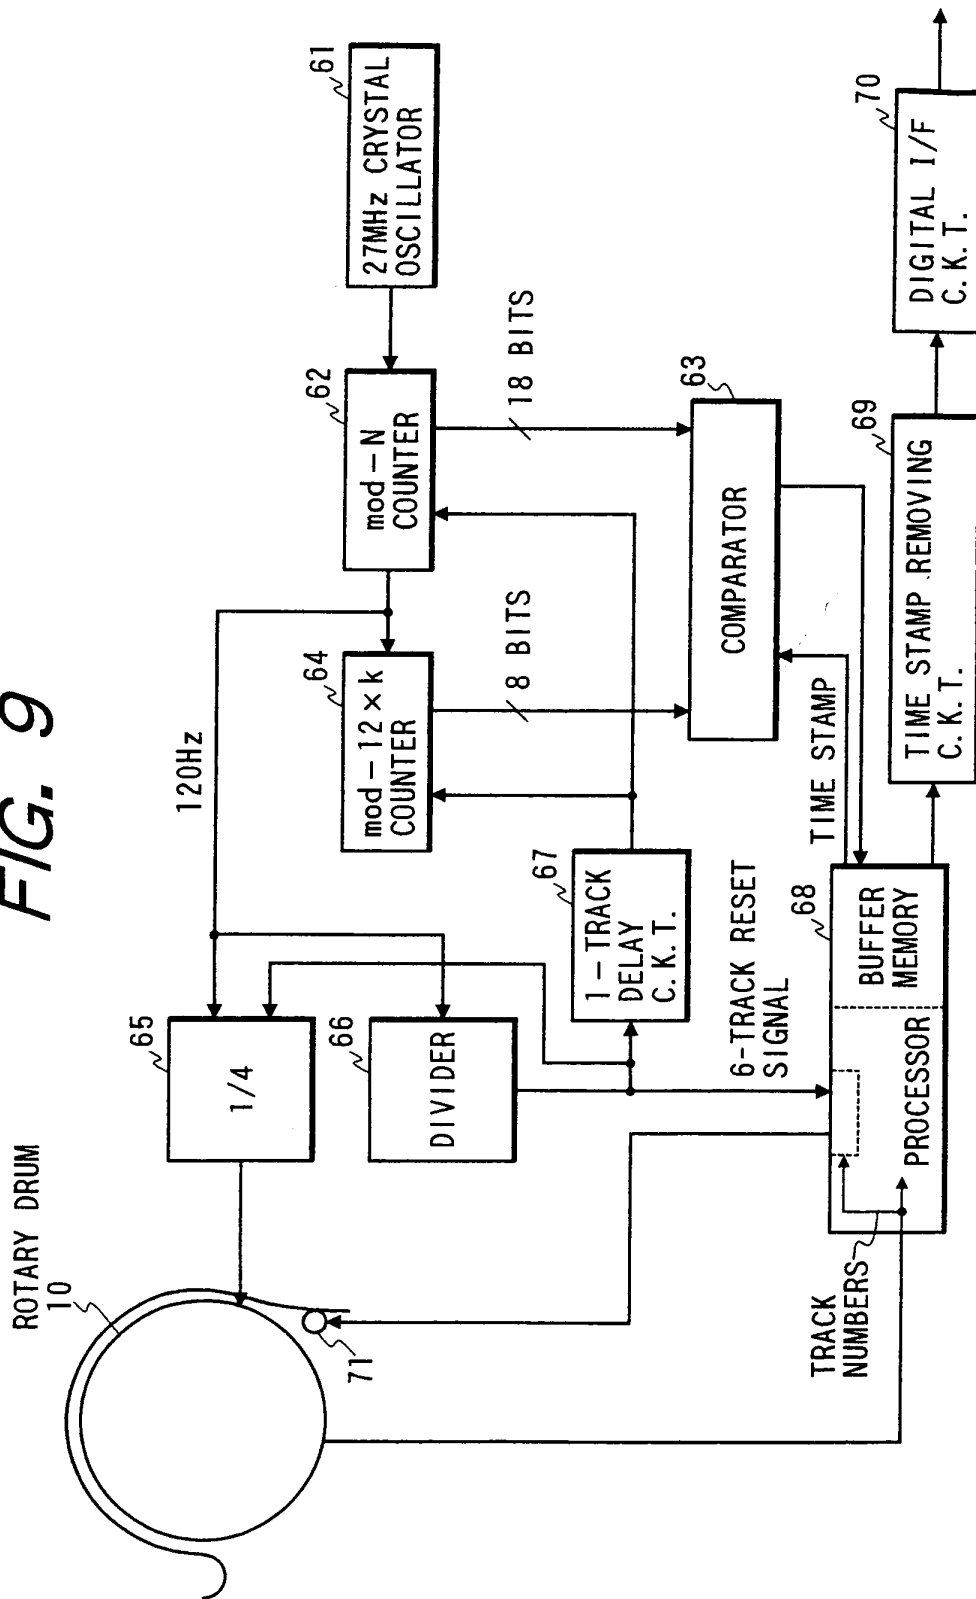 FIG. 9
ROTARY DRUM
10
65
1/4
120Hz
64
mod-12×k
COUNTER
62
mod-N
COUNTER
61
27MHz CRYSTAL
OSCILLATOR
66
DIVIDER
71
67
1-TRACK
DELAY
C.K.T.
8 BITS
18 BITS
63
COMPARATOR
6-TRACK RESET
SIGNAL
TIME STAMP
TRACK
NUMBERS
68
PROCESSOR
BUFFER
MEMORY
69
TIME STAMP REMOVING
C.K.T.
70
DIGITAL I/F
C.K.T.